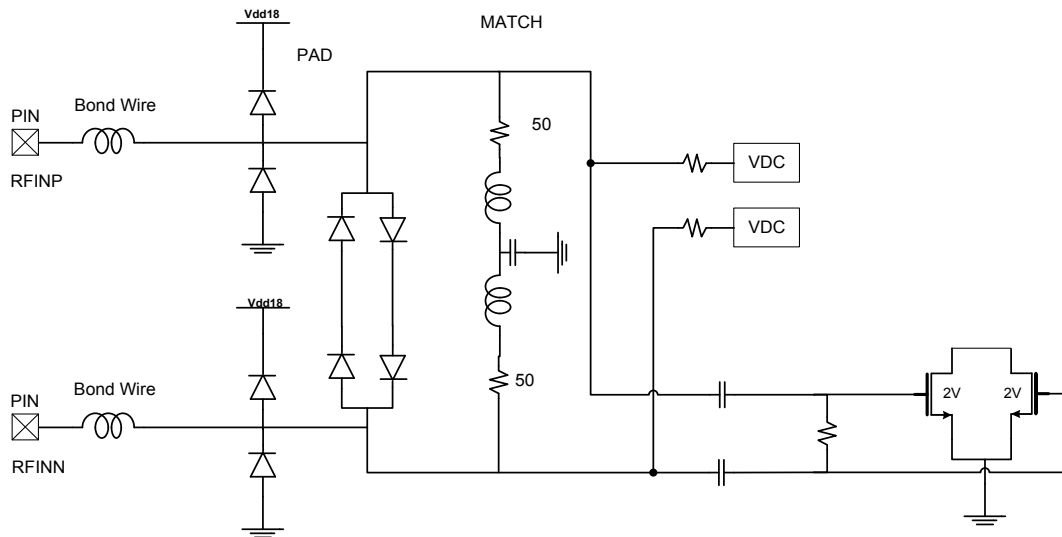 Vdd18
MATCH
PAD
Bond Wire
PIN
50
RFINP
VDC
VDC
Vdd18
50
Bond Wire
PIN
2V 2V
RFINN